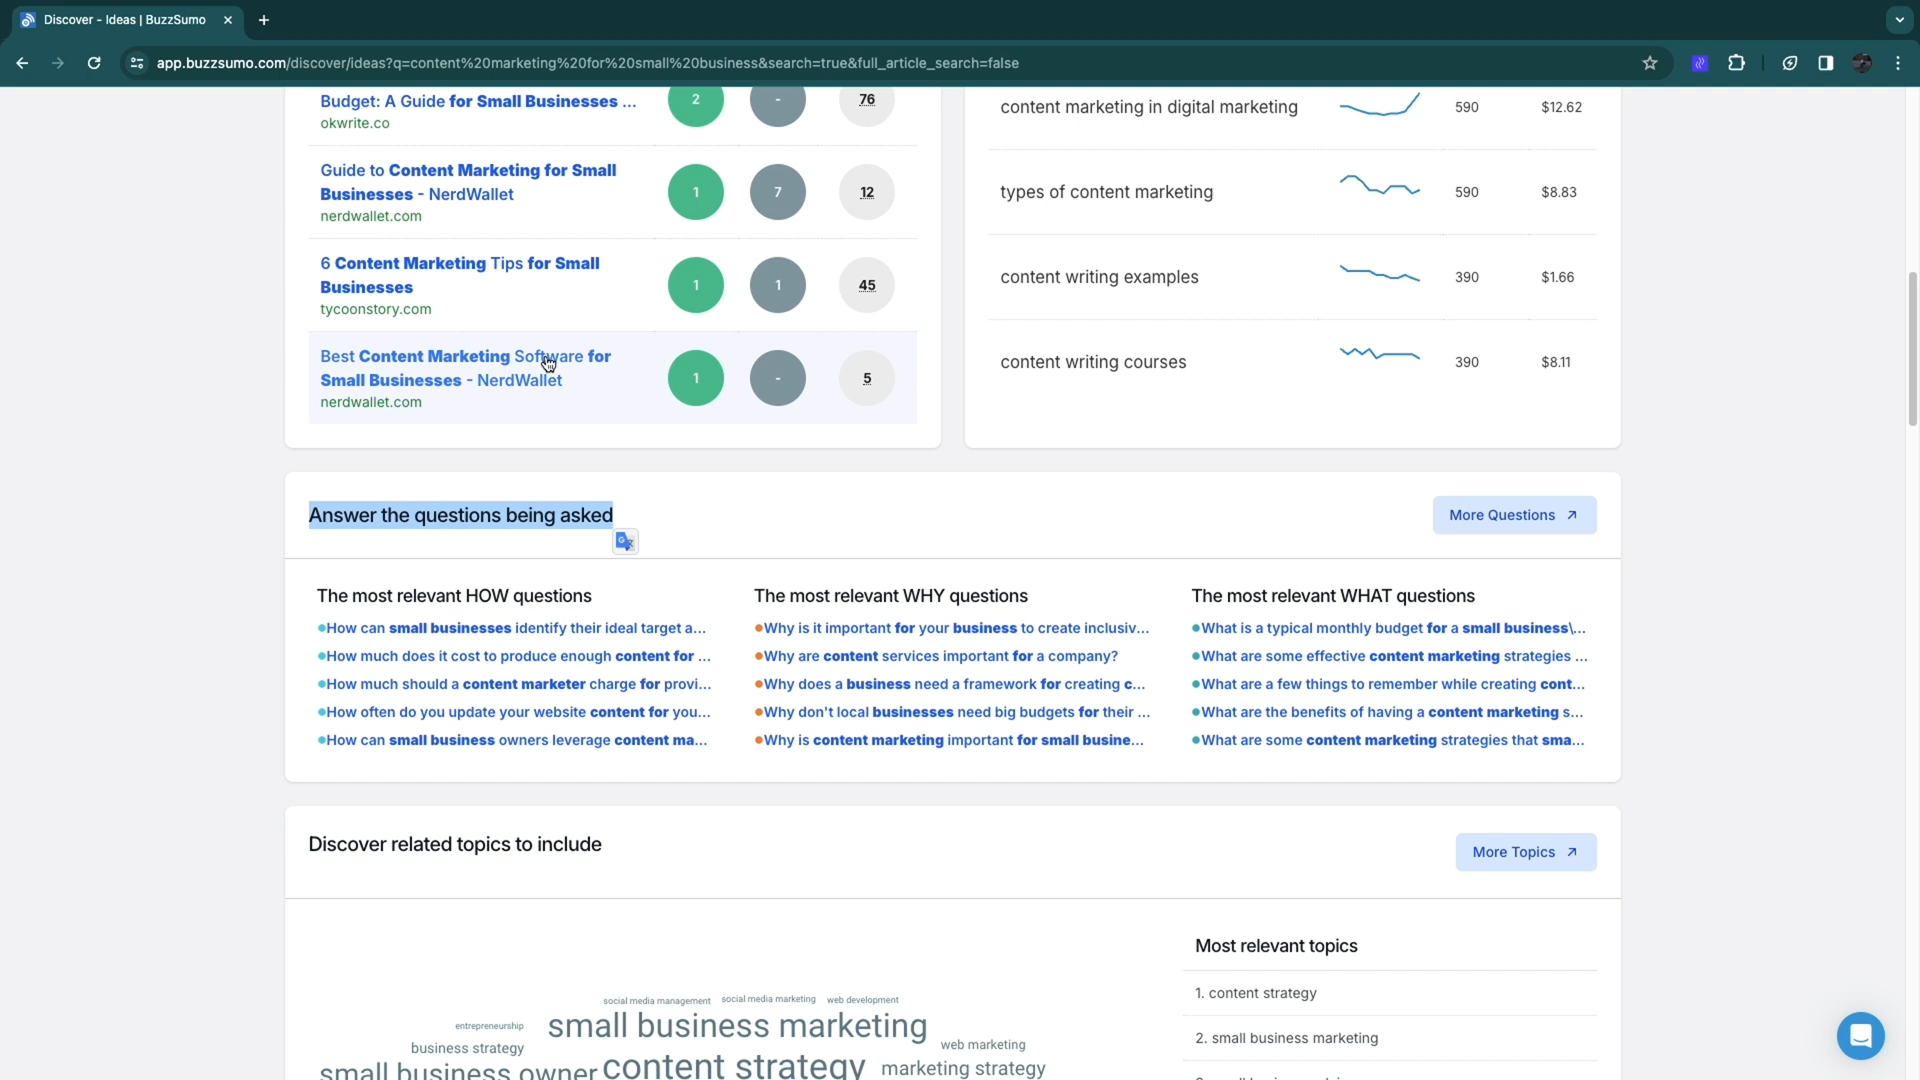 Discover - Ideas | BuzzSumo
app.buzzsumo.com/discover/ideas?q=content%20marketing%20for%20small%20business&search=true&full_article_search=false
Budget: A Guide for Small Businesses ...
okwrite.co
2
-
76
Guide to Content Marketing for Small
Businesses - NerdWallet
nerdwallet.com
1
7
12
6 Content Marketing Tips for Small
Businesses
tycoonstory.com
1
1
45
Best Content Marketing Software for
Small Businesses - NerdWallet
nerdwallet.com
1
-
5
content marketing in digital marketing
590
$12.62
types of content marketing
590
$8.83
content writing examples
390
$1.66
content writing courses
390
$8.11
Answer the questions being asked
More Questions
The most relevant HOW questions
How can small businesses identify their ideal target a...
How much does it cost to produce enough content for ...
How much should a content marketer charge for provi...
How often do you update your website content for you...
How can small business owners leverage content ma...
The most relevant WHY questions
Why is it important for your business to create inclusiv...
Why are content services important for a company?
Why does a business need a framework for creating c...
Why don't local businesses need big budgets for their ...
Why is content marketing important for small busine...
The most relevant WHAT questions
What is a typical monthly budget for a small business\...
What are some effective content marketing strategies ...
What are a few things to remember while creating cont...
What are the benefits of having a content marketing s...
What are some content marketing strategies that sma...
Discover related topics to include
More Topics
social media management social media marketing web development
entrepreneurship small business marketing
business strategy web marketing
small business owner content strategy marketing strategy
Most relevant topics
1. content strategy
2. small business marketing